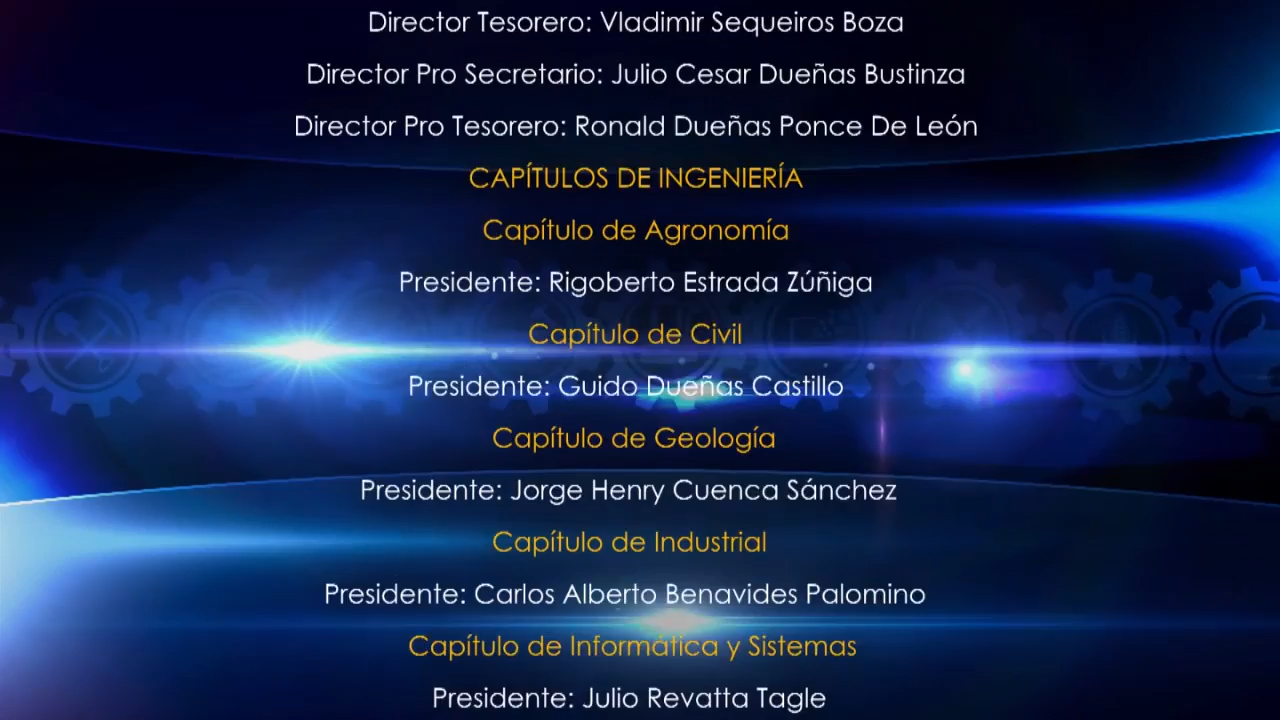 Director Tesorero: Vladimir Sequeiros Boza
Director Pro Secretario: Julio Cesar Dueñas Bustinza
Director Pro Tesorero: Ronald Dueñas Ponce De León
CAPÍTULOS DE INGENIERÍA
Capítulo de Agronomía
Presidente: Rigoberto Estrada Zúñiga
Capítulo de Civil
Presidente: Guido Dueñas Castillo
Capítulo de Geología
Presidente: Jorge Henry Cuenca Sánchez
Capítulo de Industrial
Presidente: Carlos Alberto Benavides Palomino
Capítulo de Informática y Sistemas
Presidente: Julio Revatta Tagle